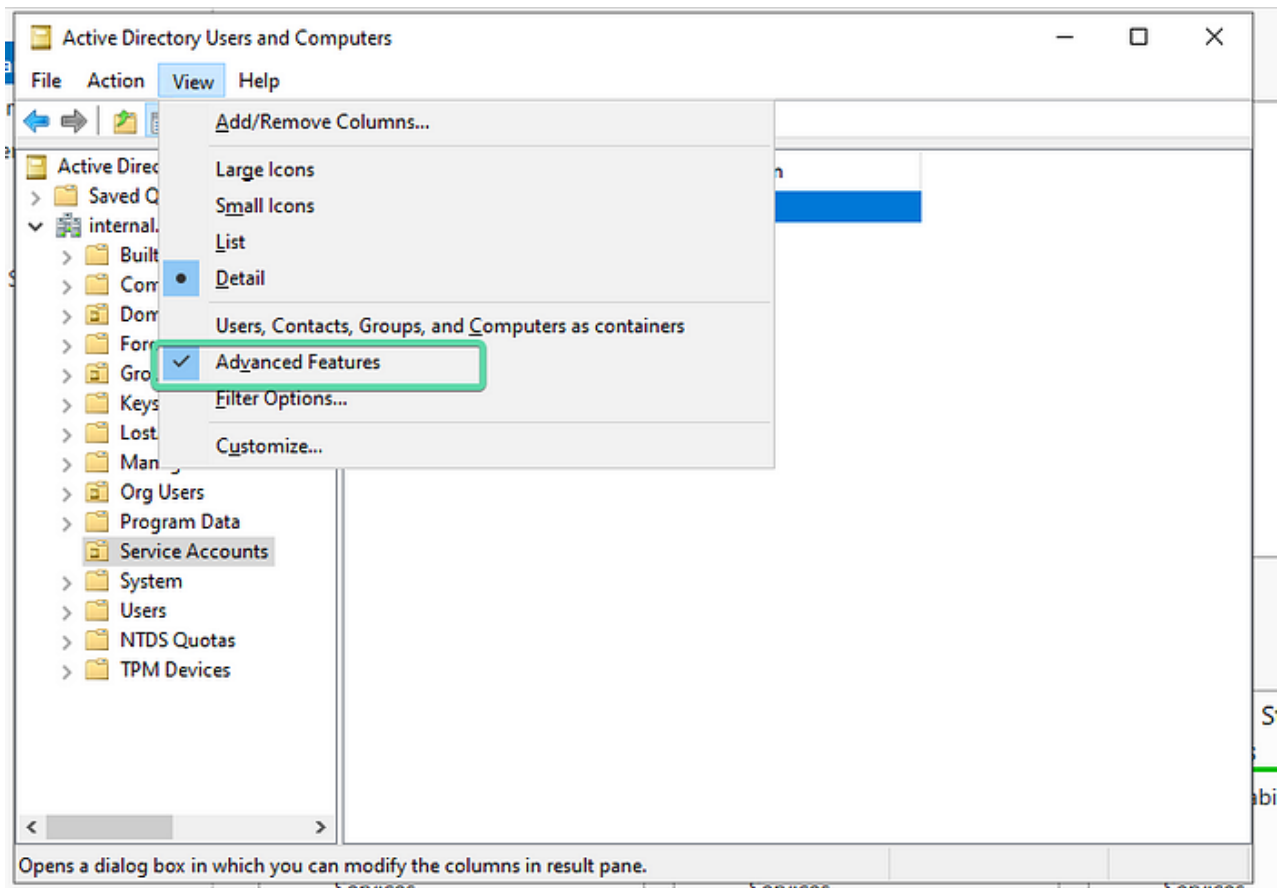 Active Directory Users and Computers
File Action View Help
Add/Remove Columns...
Active Direc
Large Icons
Saved Q
Small Icons
internal.
List
Built
Detail
Com
Dom
Users, Contacts, Groups, and Computers as containers
Fore
Advanced Features
Gro
Filter Options...
Keys
Lost
Customize...
Man
Org Users
Program Data
Service Accounts
System
Users
NTDS Quotas
TPM Devices
Opens a dialog box in which you can modify the columns in result pane.